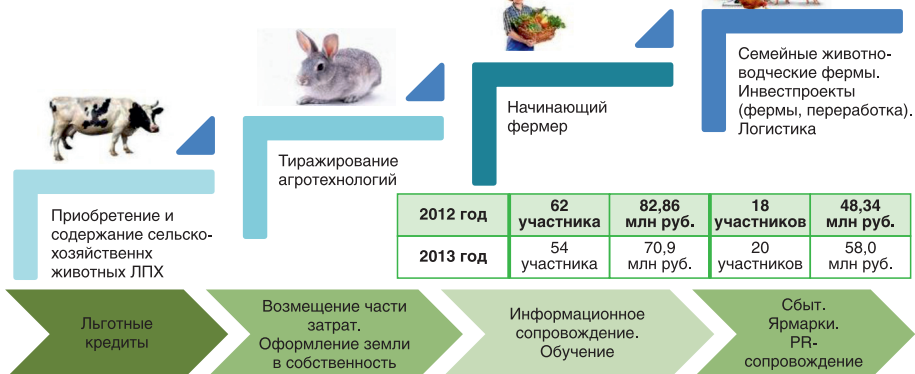 Приобретение и
содержание сельско-
хозяйственнх
животных ЛПХ
Тиражирование
агротехнологий
Начинающий
фермер
Семейные животно-
водческие фермы.
Инвестпроекты
(фермы, переработка).
Логистика
2012 год
62
участника
82,86
млн руб.
18
участников
48,34
млн руб.
2013 год
54
участника
70,9
млн руб.
20
участников
58,0
млн руб.
Льготные
кредиты
Возмещение части
затрат.
Оформление земли
в собственность
Информационное
сопровождение.
Обучение
Сбыт.
Ярмарки.
PR-
сопровождение